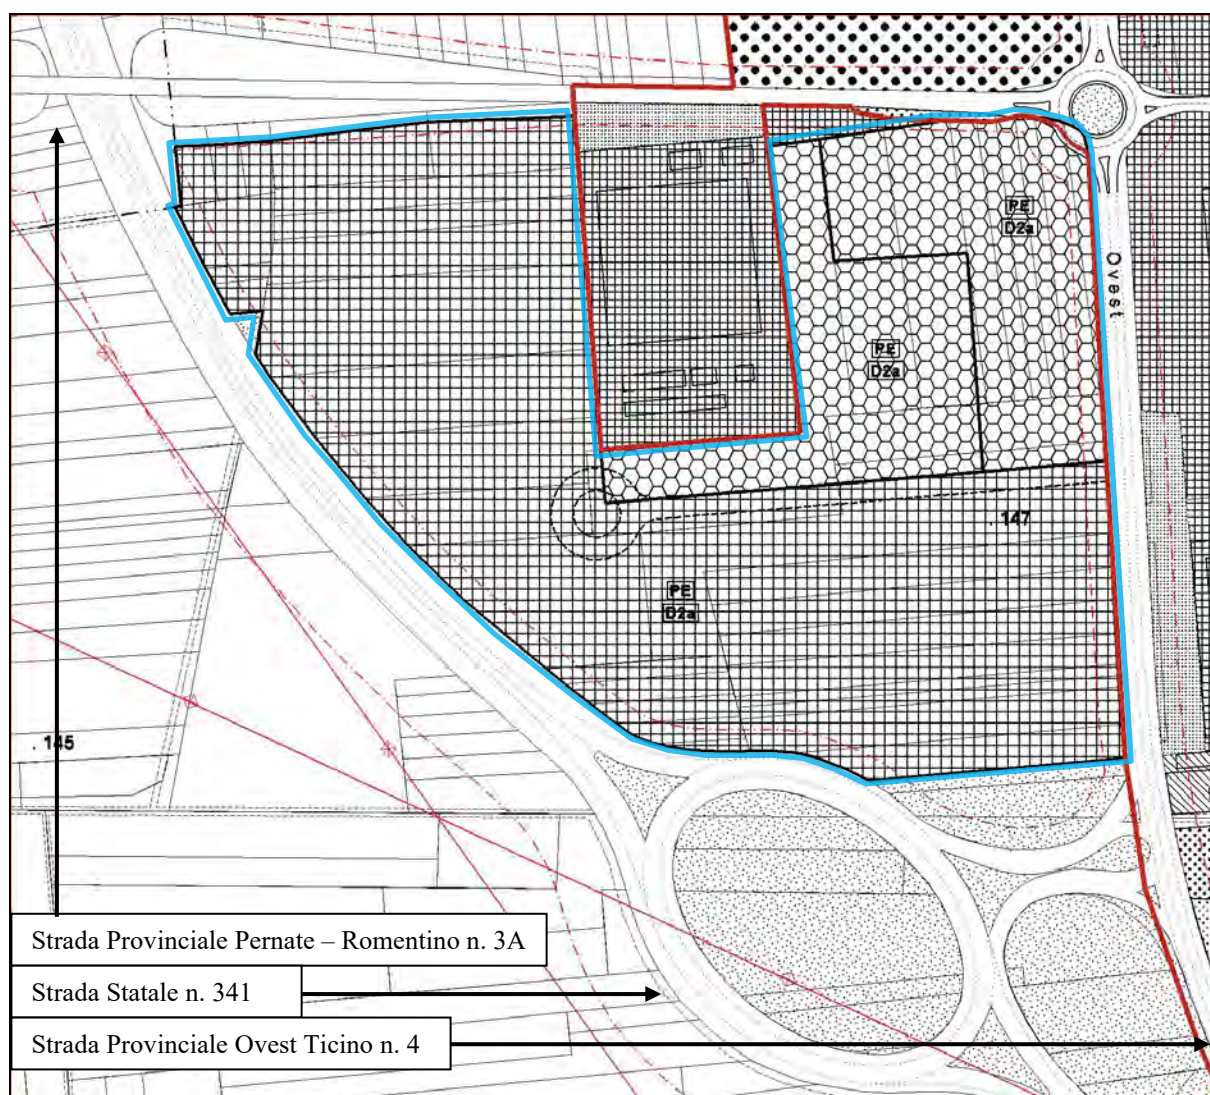 PE
D2a
Ovest
PE
D2a
. 147
PE
D2a
. 145
Strada Provinciale Pernate – Romentino n. 3A
Strada Statale n. 341
Strada Provinciale Ovest Ticino n. 4